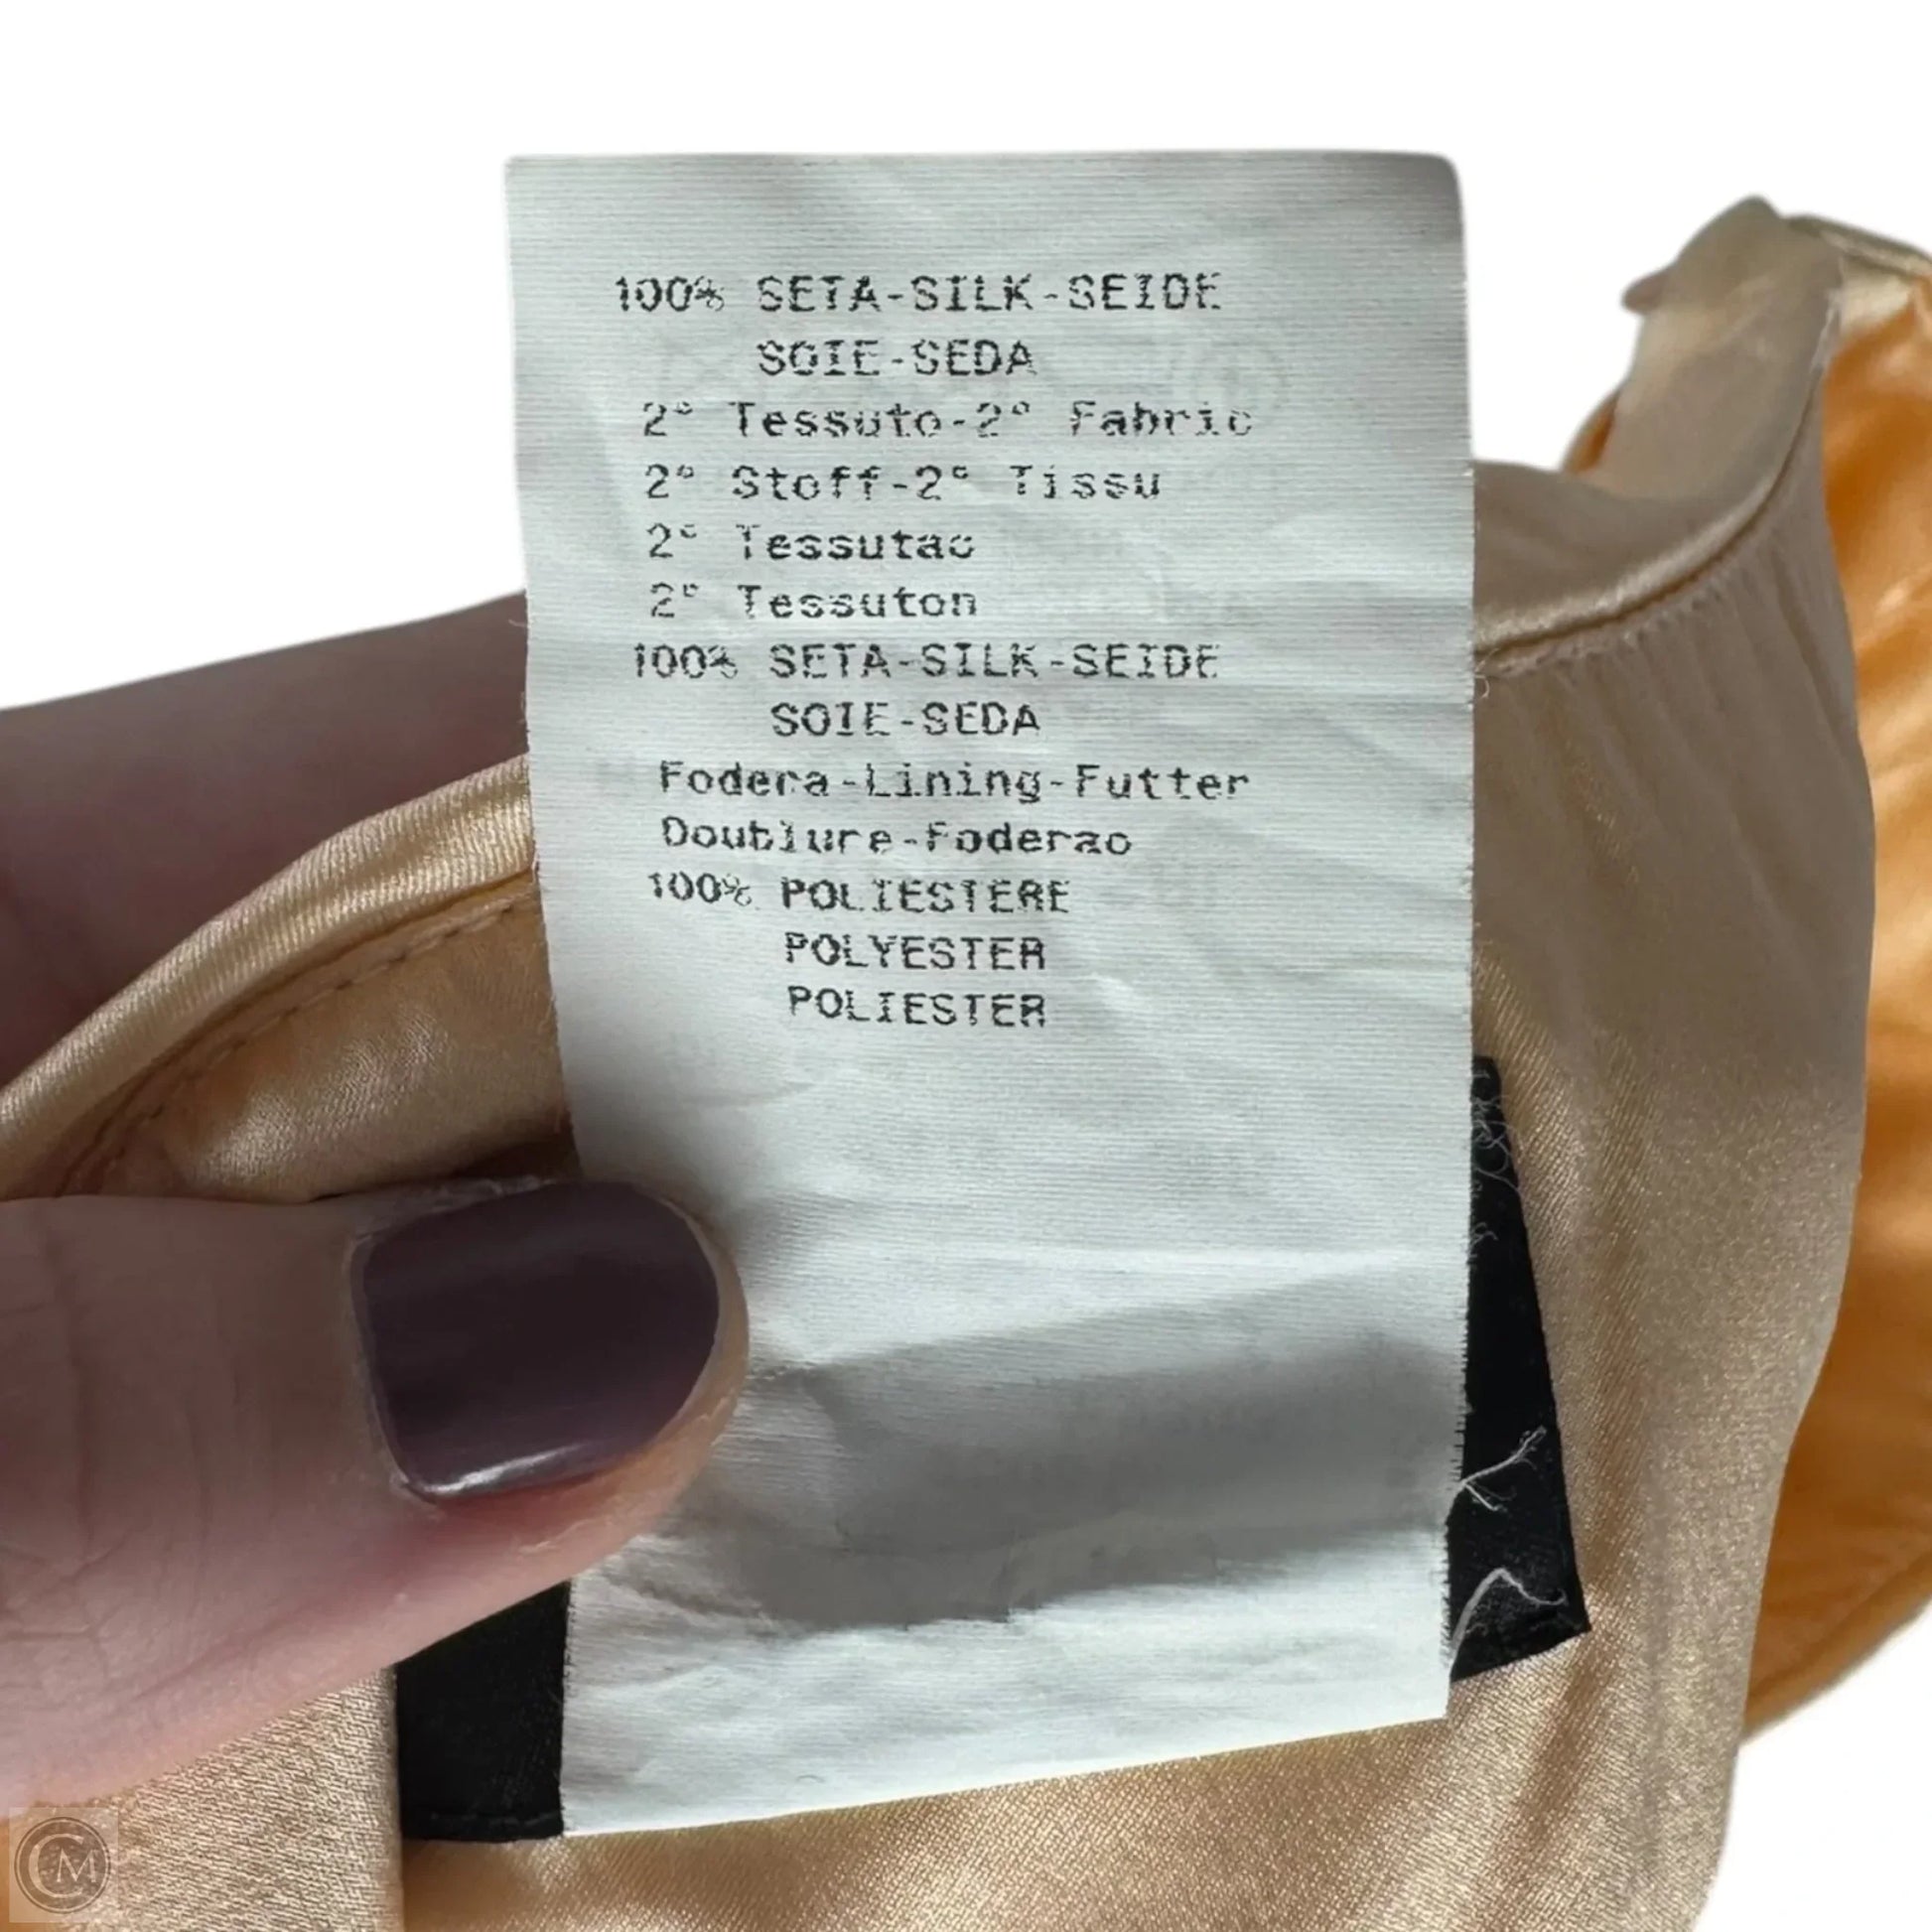 100% SETA-SILK-SEIDE
SOIE-SEDA
2° Tessuto-2° Fabric
2° Stoff-2° Tissu
2° Tessutao
2° Tessuton
100% SETA-SILK-SEIDE
SOIE-SEDA
Fodera-Lining-Futter
Doublure-Foderao
100% POLIESTERE
POLYESTER
POLIESTER
CM